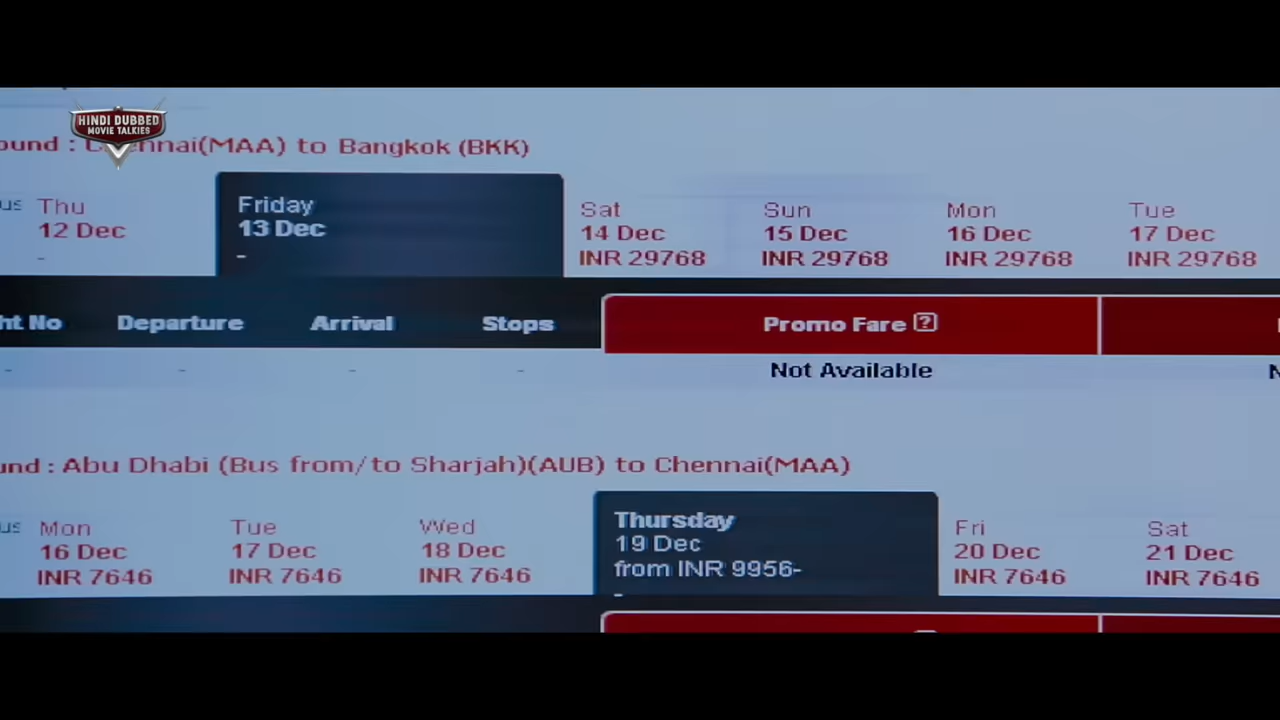 HINDI DUBBED
MOVIE TALKIES
ound : Chennai(MAA) to Bangkok (BKK)
us
Thu
12 Dec
-
Friday
13 Dec
-
Sat
14 Dec
INR 29768
Sun
15 Dec
INR 29768
Mon
16 Dec
INR 29768
Tue
17 Dec
INR 29768
ht No Departure Arrival Stops Promo Fare ?
- - - - Not Available N
und : Abu Dhabi (Bus from/to Sharjah)(AUB) to Chennai(MAA)
us
Mon
16 Dec
INR 7646
Tue
17 Dec
INR 7646
Wed
18 Dec
INR 7646
Thursday
19 Dec
from INR 9956-
-
Fri
20 Dec
INR 7646
Sat
21 Dec
INR 7646